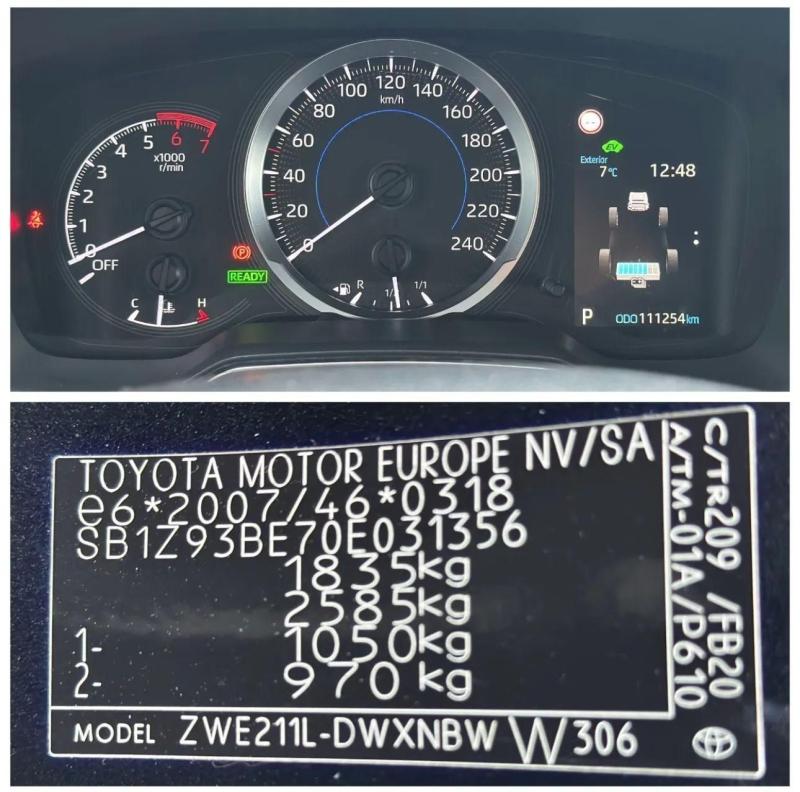 x1000
r/min
0
1
2
3
4
5
6
7
OFF
C
H
(P)
READY
km/h
0
20
40
60
80
100
120
140
160
180
200
220
240
R
1/2
1/1
EV
Exterior
7°C
12:48
P
ODO111254km
TOYOTA MOTOR EUROPE NV/SA
e6*2007/46*0318
SB1Z93BE70E031356
1835kg
2585kg
1- 1050kg
2- 970kg
MODEL ZWE211L-DWXNBW W306
C/TR209 /FB20
A/TM-01A/P610